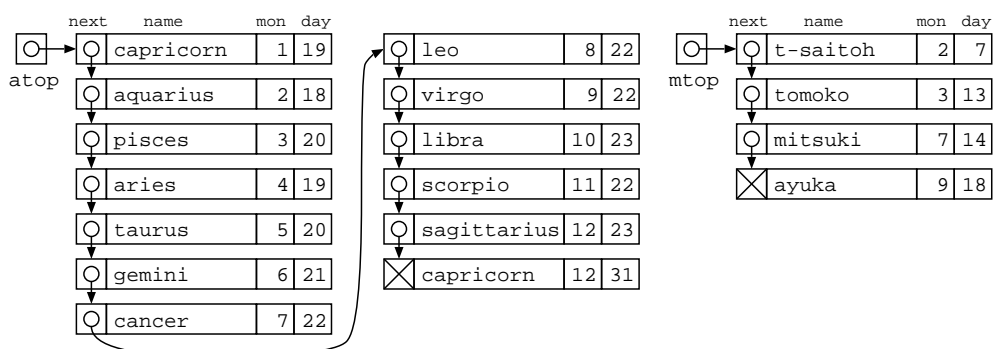 next name mon day
atop
capricorn 1 19
aquarius 2 18
pisces 3 20
aries 4 19
taurus 5 20
gemini 6 21
cancer 7 22
leo 8 22
virgo 9 22
libra 10 23
scorpio 11 22
sagittarius 12 23
capricorn 12 31
next name mon day
mtop
t-saitoh 2 7
tomoko 3 13
mitsuki 7 14
ayuka 9 18